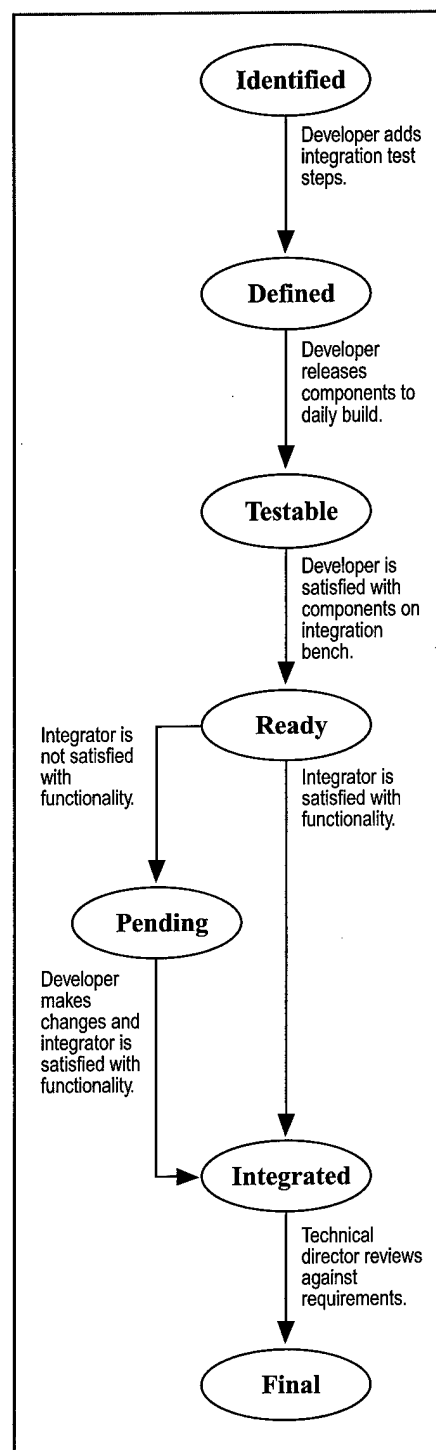 Identified
Developer adds
integration test
steps.
Defined
Developer
releases
components to
daily build.
Testable
Developer is
satisfied with
components on
integration
bench.
Ready
Integrator is
not satisfied
with
functionality.
Integrator is
satisfied with
functionality.
Pending
Developer
makes
changes and
integrator is
satisfied with
functionality.
Integrated
Technical
director reviews
against
requirements.
Final